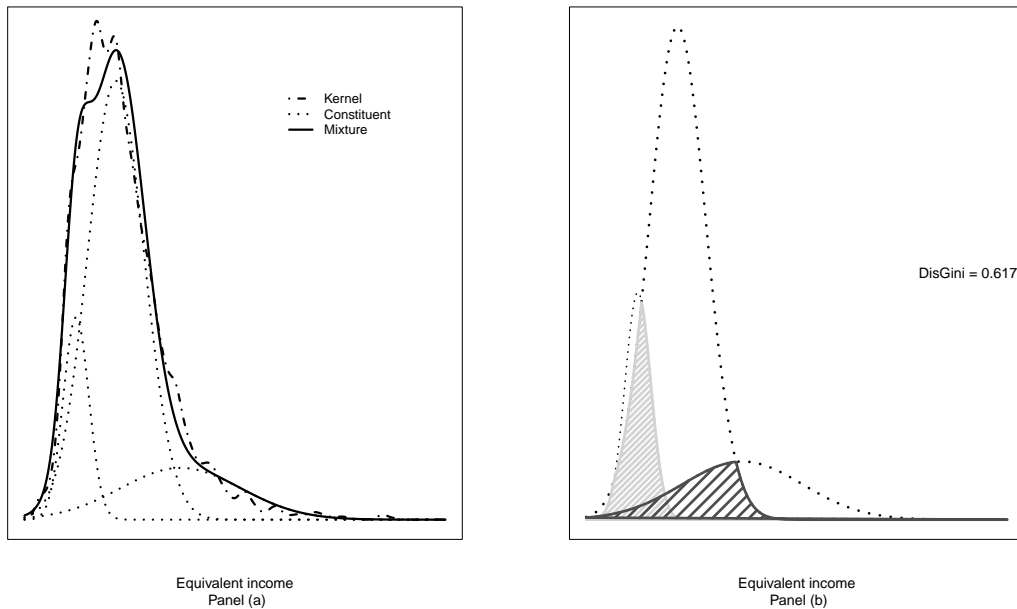 Kernel
Constituent
Mixture
Equivalent income
Panel (a)
DisGini = 0.617
Equivalent income
Panel (b)